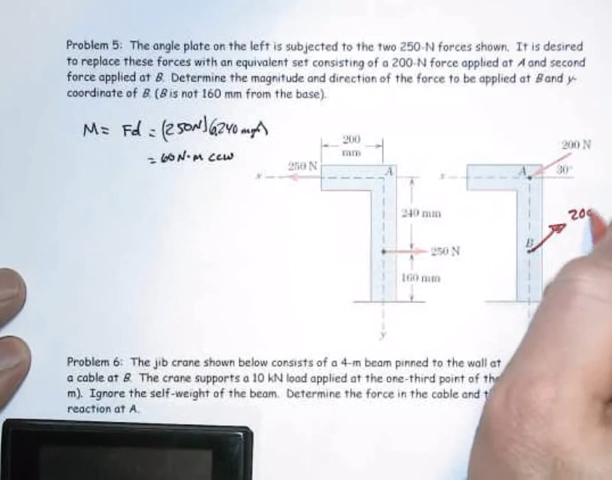 Problem 5: The angle plate on the left is subjected to the two 250-N forces shown. It is desired
to replace these forces with an equivalent set consisting of a 200-N force applied at A and second
force applied at B. Determine the magnitude and direction of the force to be applied at B and y-
coordinate of B. (B is not 160 mm from the base).
M = Fd = (250N)(240mm)
= 60 N·m ccw
200
mm
250 N
x
A
240 mm
250 N
160 mm
y
200 N
x
A
30°
B
Problem 6: The jib crane shown below consists of a 4-m beam pinned to the wall at
a cable at B. The crane supports a 10 kN load applied at the one-third point of
m). Ignore the self-weight of the beam. Determine the force in the cable and
reaction at A.